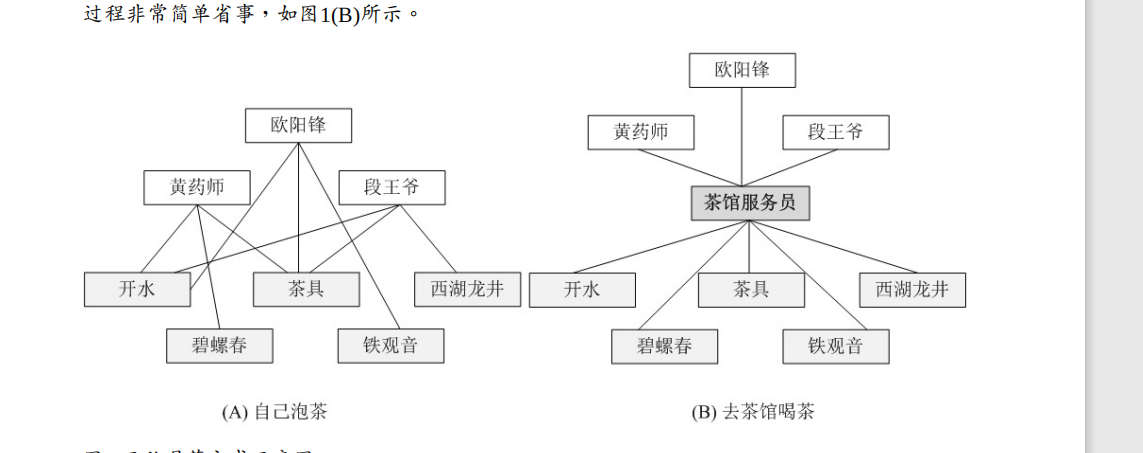 过程非常简单省事，如图1(B)所示。
欧阳锋
黄药师 段王爷
开水 茶具 西湖龙井
碧螺春 铁观音
(A) 自己泡茶
欧阳锋
黄药师 段王爷
茶馆服务员
开水 茶具 西湖龙井
碧螺春 铁观音
(B) 去茶馆喝茶